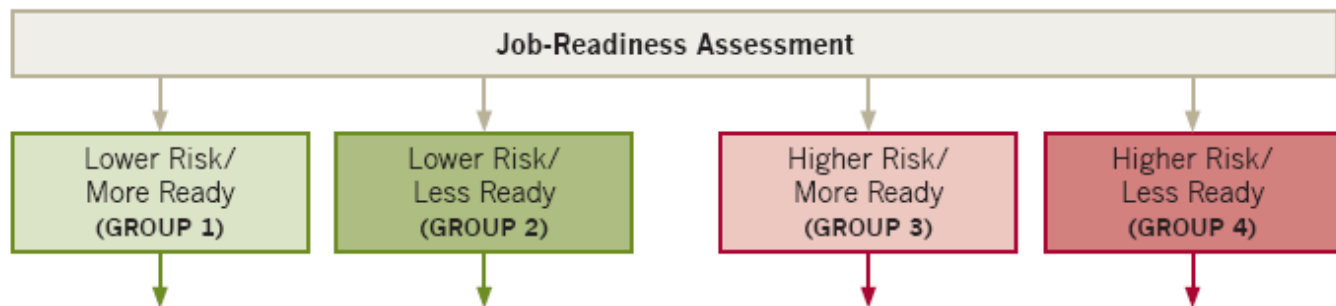 Job-Readiness Assessment
Lower Risk/
More Ready
(GROUP 1)
Lower Risk/
Less Ready
(GROUP 2)
Higher Risk/
More Ready
(GROUP 3)
Higher Risk/
Less Ready
(GROUP 4)